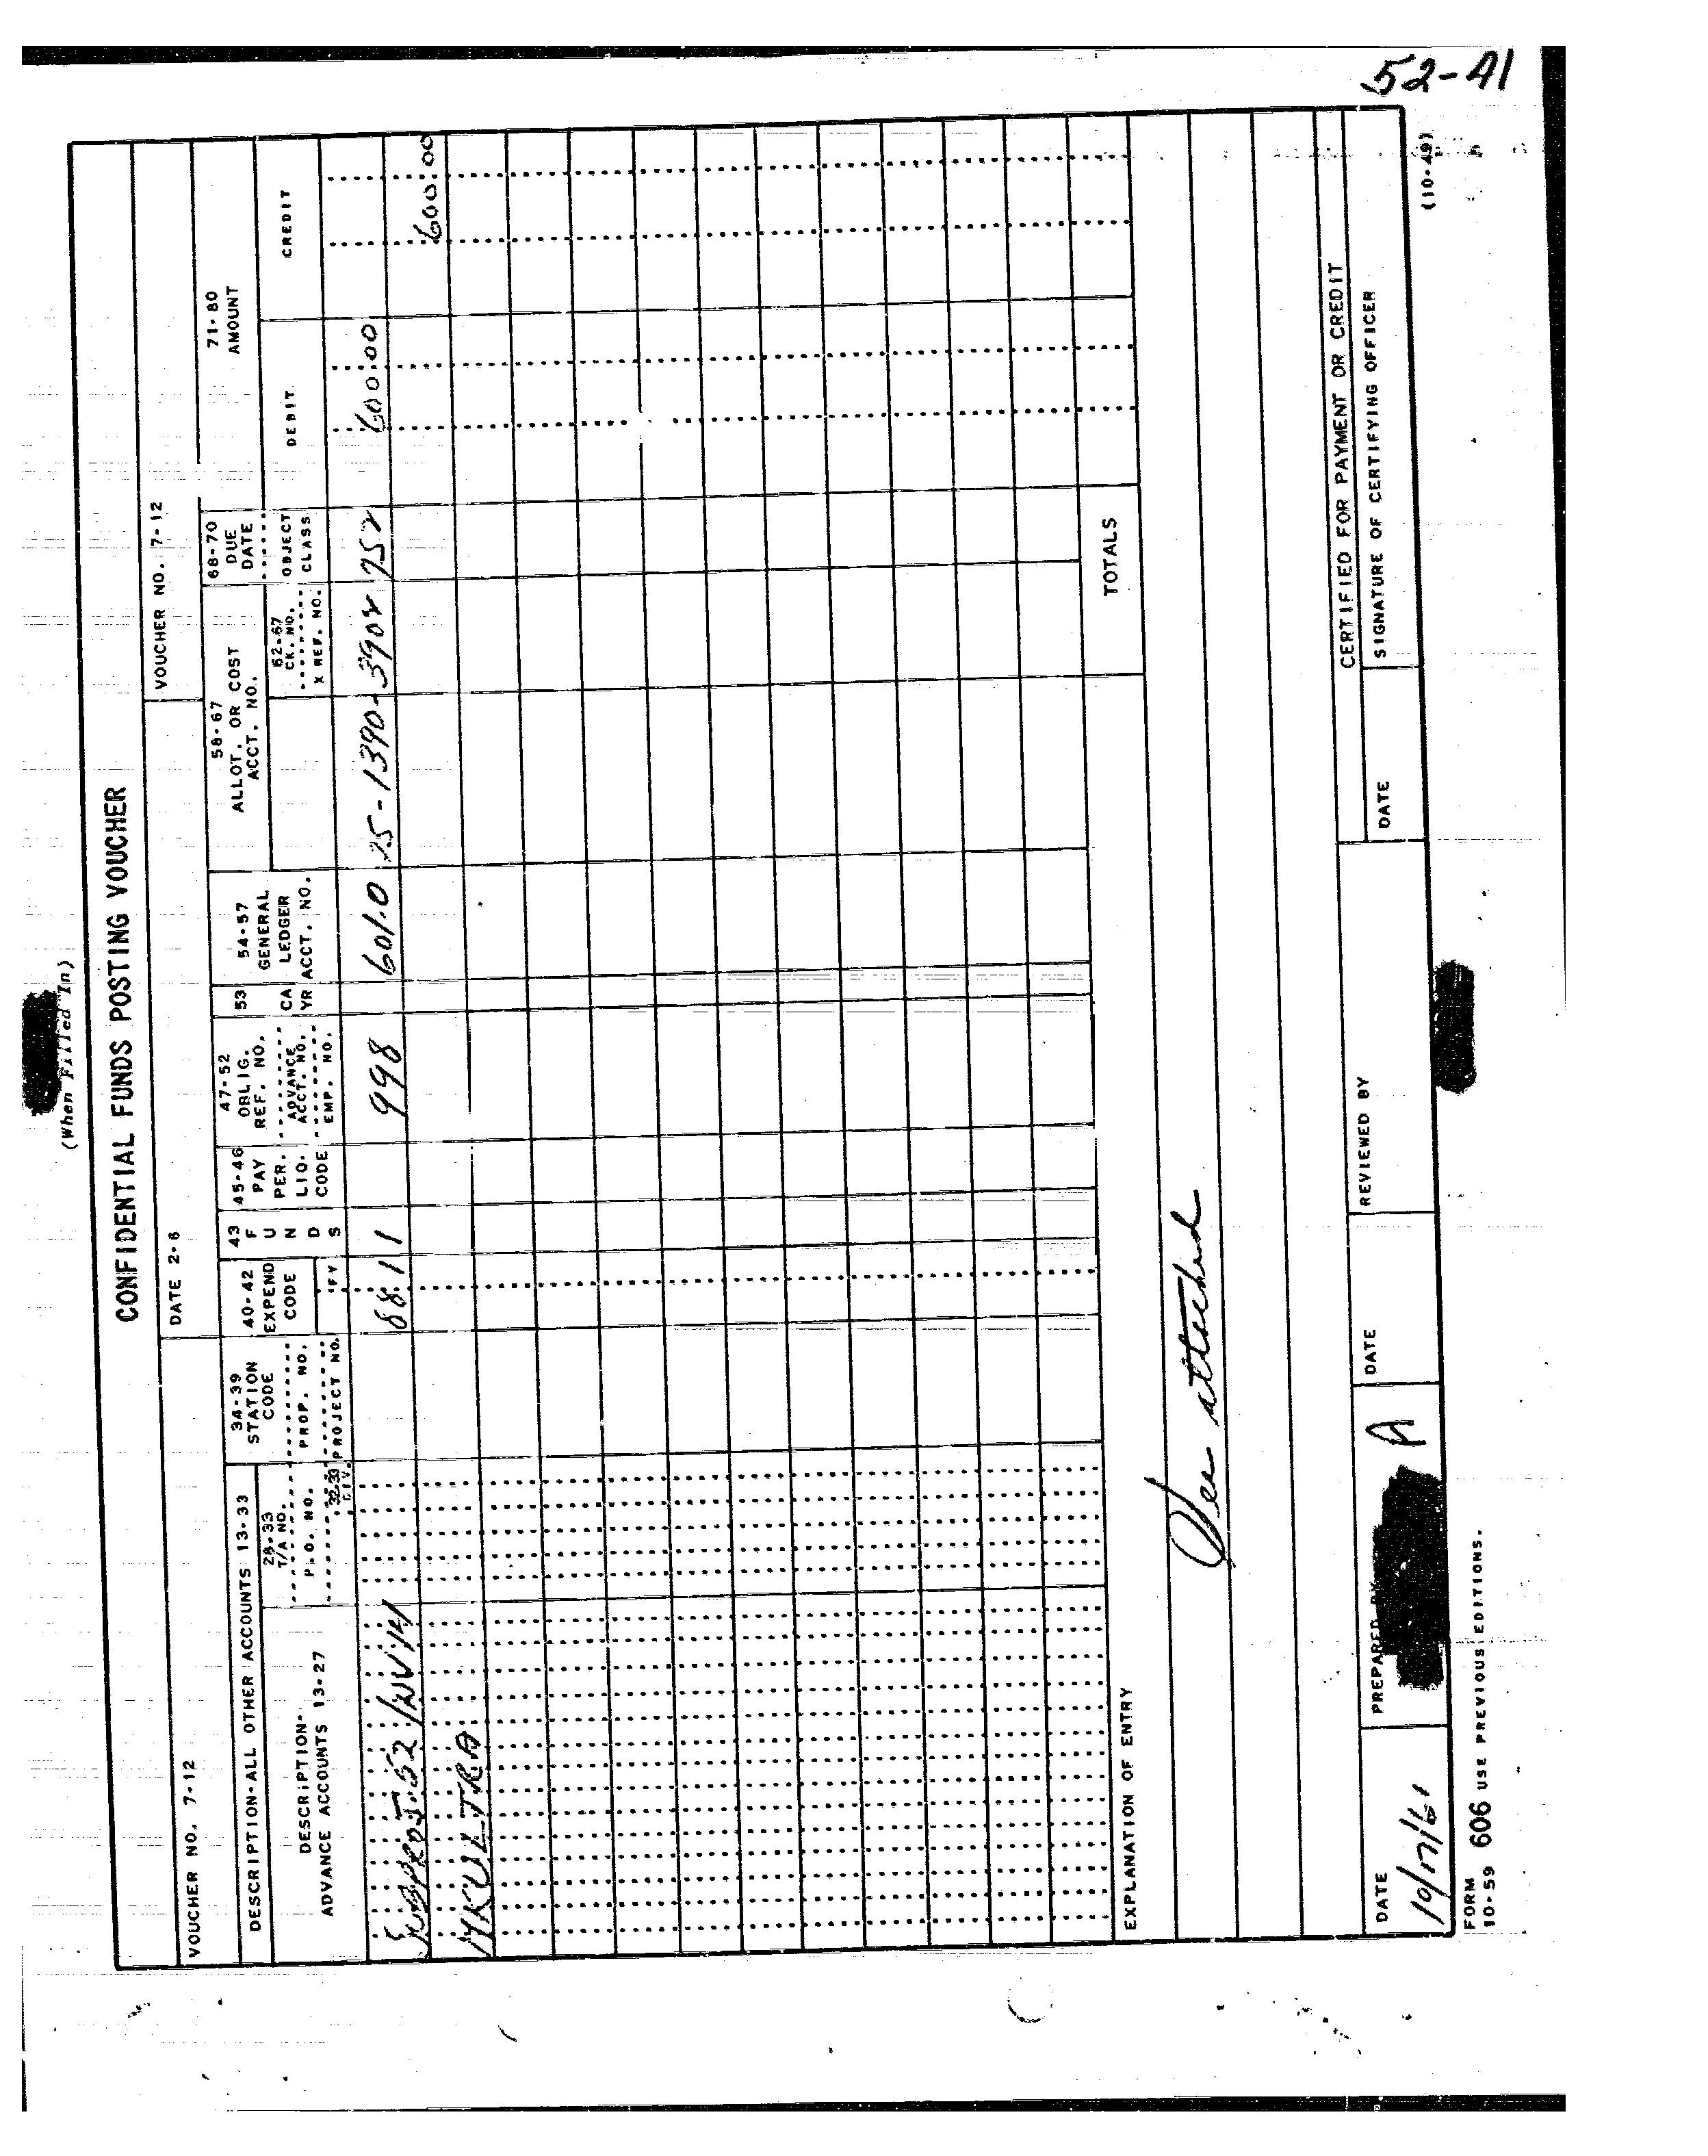 52-41
(When Filled In)
CONFIDENTIAL FUNDS POSTING VOUCHER
DATE 2-6
VOUCHER NO. 7-12
VOUCHER NO. 7-12
DESCRIPTION-ALL OTHER ACCOUNTS 13-33
DESCRIPTION-
ADVANCE ACCOUNTS 13-27
28-33
T/A NO.
P.O. NO.
32-33
DIV.
34-39
STATION
CODE
PROP. NO.
PROJECT NO.
40-42
EXPEND
CODE
FY
43
F
U
N
D
S
45-46
PAY
PER.
LIQ.
CODE
47-52
OBLIG.
REF. NO.
ADVANCE
ACCT. NO.
EMP. NO.
53
CA
YR
54-57
GENERAL
LEDGER
ACCT. NO.
58-67
ALLOT. OR COST
ACCT. NO.
62-67
CK. NO.
X REF. NO.
68-70
DUE
DATE
OBJECT
CLASS
71-80
AMOUNT
DEBIT
CREDIT
SUBPROJ. 52 /INV 14 88 1 1 998 601.0 25-1390-3902 752 600.00
MKULTRA 600.00
TOTALS
EXPLANATION OF ENTRY
See attached
CERTIFIED FOR PAYMENT OR CREDIT
DATE
10/17/61
PREPARED BY
A
DATE
REVIEWED BY
DATE
SIGNATURE OF CERTIFYING OFFICER
FORM
10-59 606 USE PREVIOUS EDITIONS.
(10-49)